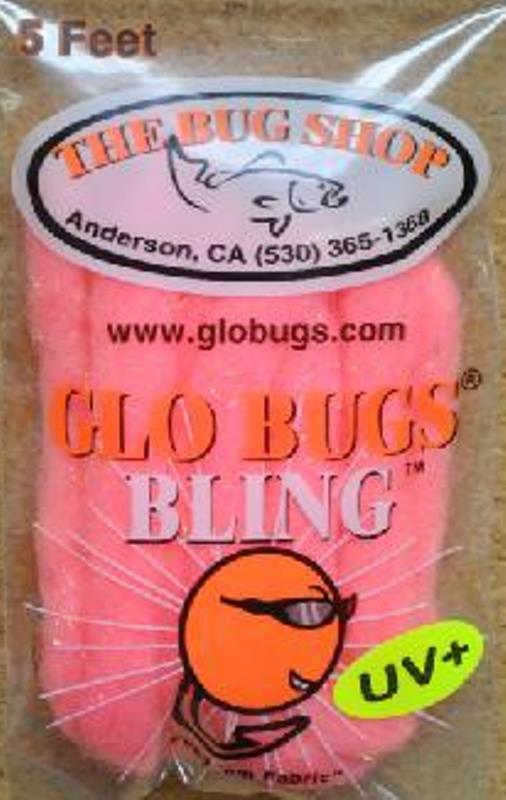 5 Feet
THE BUG SHOP
Anderson, CA (530) 365-1368
www.globugs.com
GLO BUGS®
BLING™
UV+
Fabric"